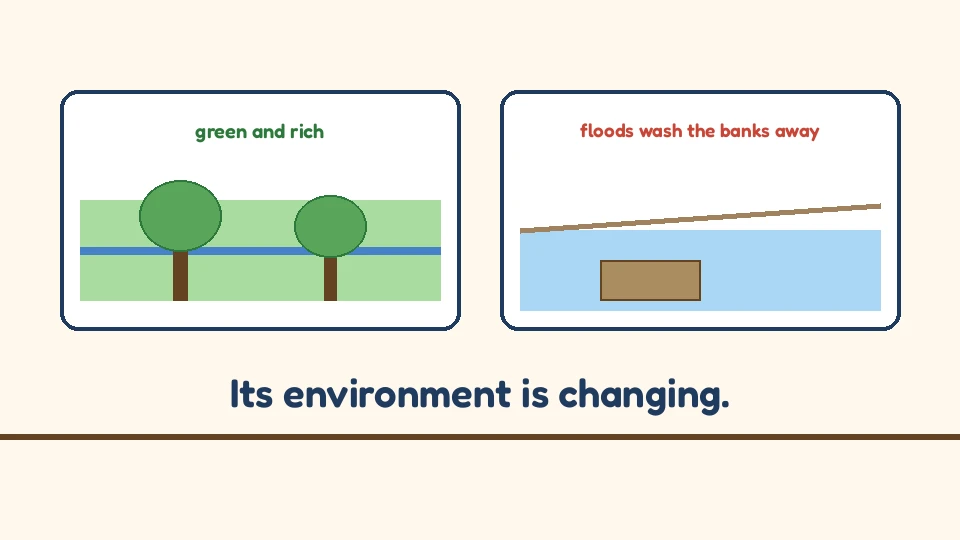 green and rich
floods wash the banks away
Its environment is changing.